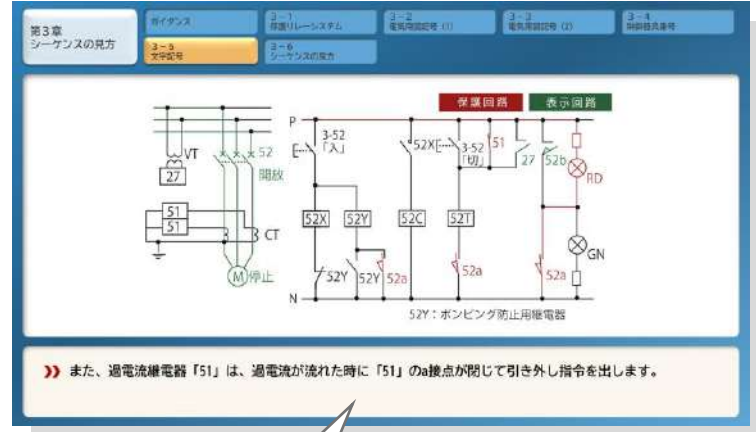 第3章
シーケンスの見方
ガイダンス
3-1
保護リレーシステム
3-2
電気用図記号(1)
3-3
電気用図記号(2)
3-4
制御器具番号
3-5
文字記号
3-6
シーケンスの見方
保護回路
表示回路
P
3-52
「入」
52X
3-52
「切」
51
27
52b
RD
VT
27
52
開放
51
51
CT
M
停止
52X
52Y
52C
52T
GN
52Y
52Y
52a
52a
52a
N
52Y:ポンピング防止用継電器
また、過電流継電器「51」は、過電流が流れた時に「51」のa接点が閉じて引き外し指令を出します。